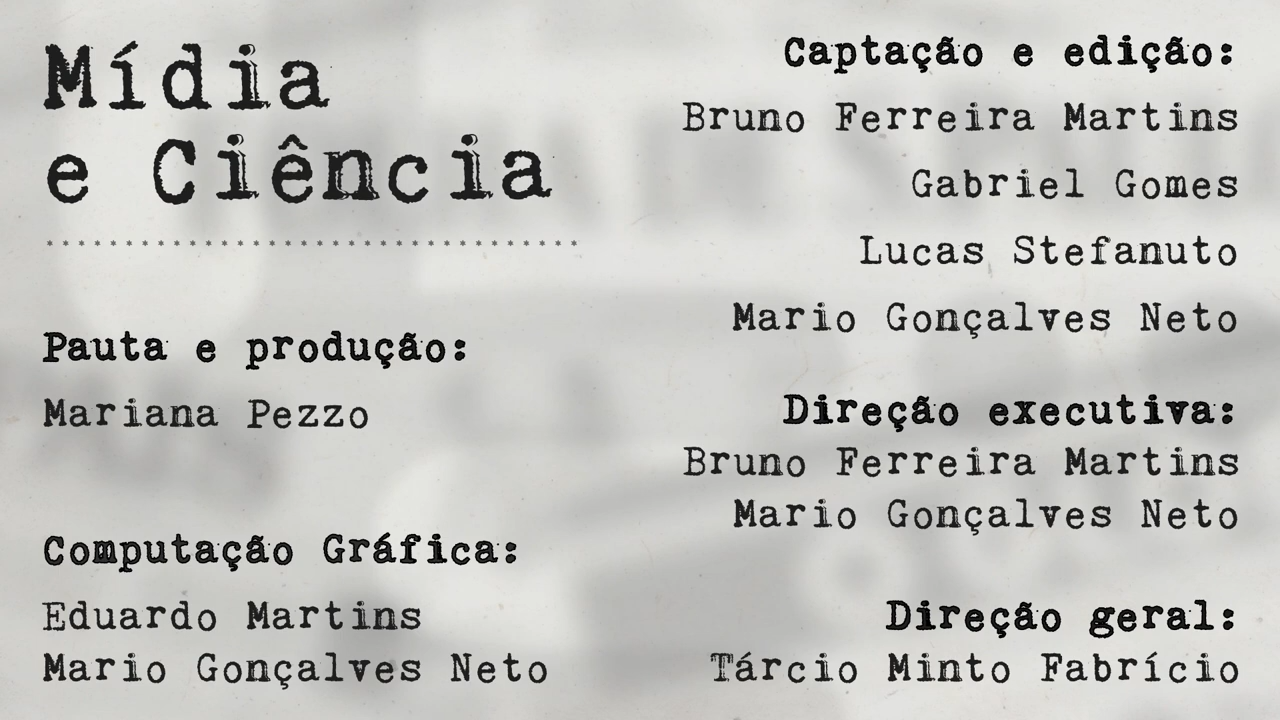 Mídia
e Ciência
Pauta e produção:
Mariana Pezzo
Computação Gráfica:
Eduardo Martins
Mario Gonçalves Neto
Captação e edição:
Bruno Ferreira Martins
Gabriel Gomes
Lucas Stefanuto
Mario Gonçalves Neto
Direção executiva:
Bruno Ferreira Martins
Mario Gonçalves Neto
Direção geral:
Tárcio Minto Fabrício